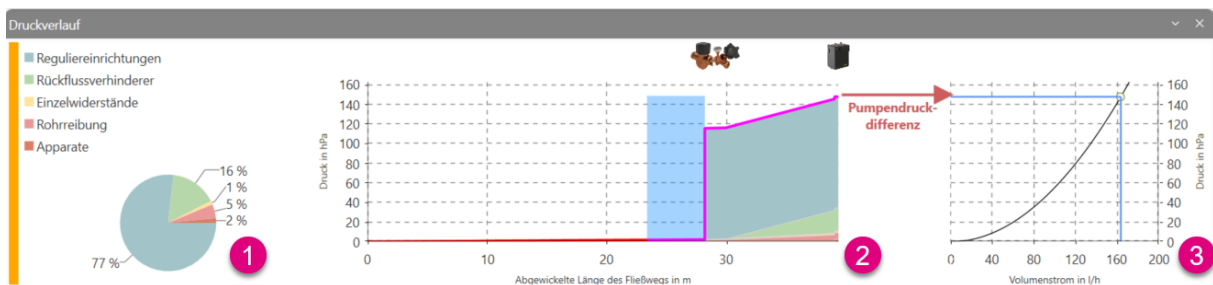 Druckverlauf
Reguliereinrichtungen
Rückflussverhinderer
Einzelwiderstände
Rohrreibung
Apparate
16 %
1 %
5 %
2 %
77 %
1
Druck in hPa
160
140
120
100
80
60
40
20
0
0 10 20 30
Abgewickelte Länge des Fließwegs in m
2
Pumpendruck-
differenz
160
140
120
100
80
60
40
20
0
Druck in hPa
0 40 80 120 160 200
Volumenstrom in l/h
3